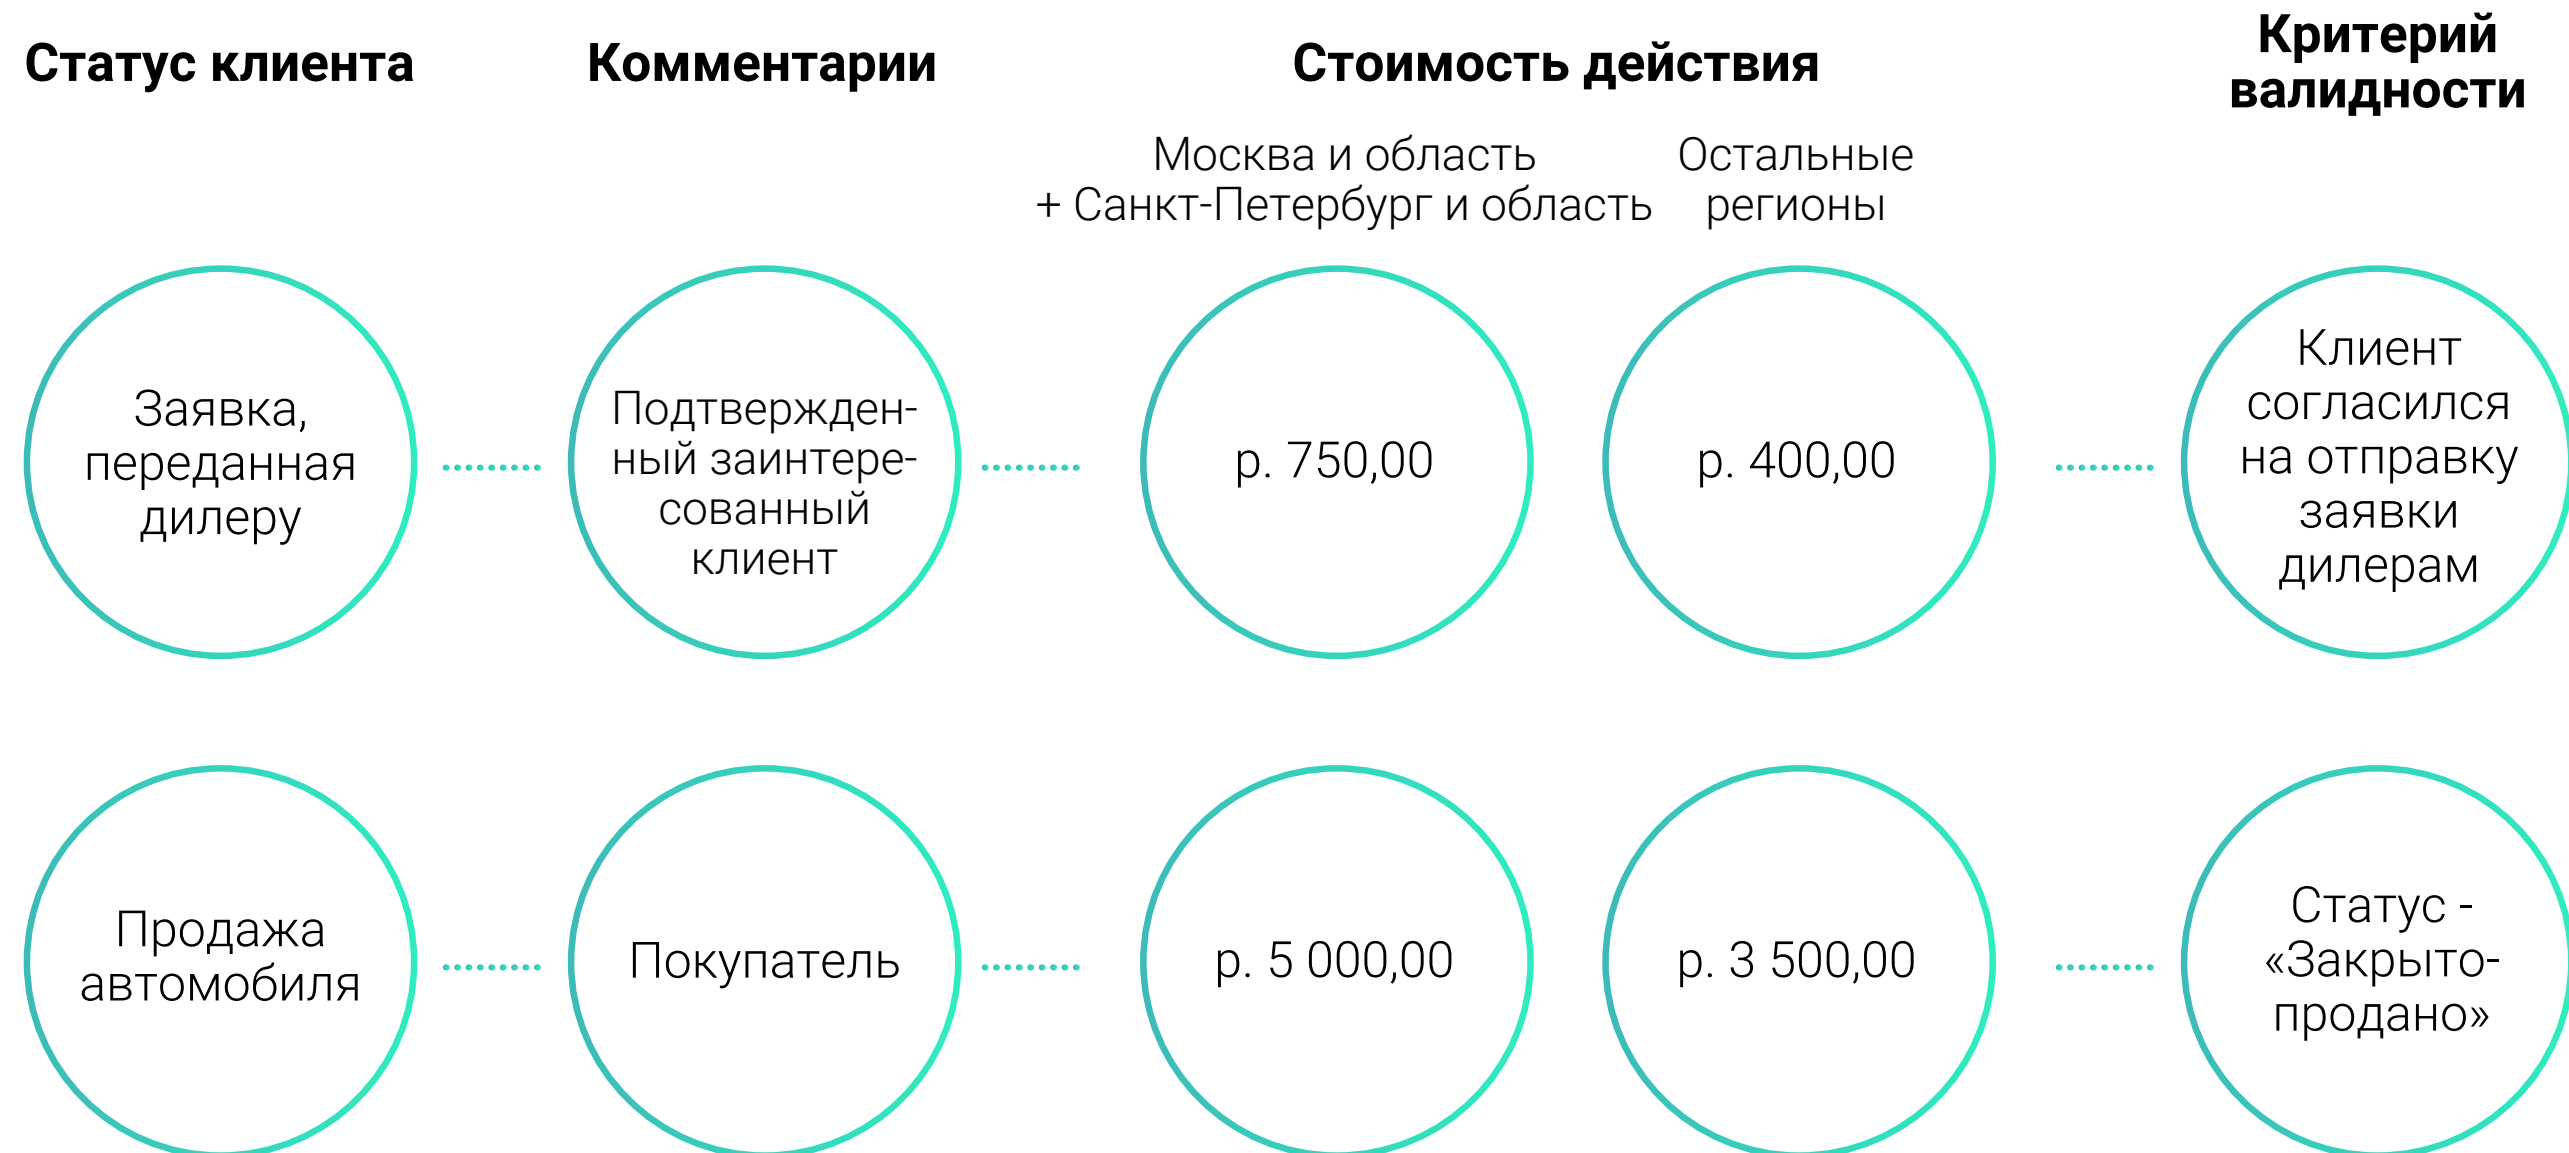 Статус клиента
Комментарии
Стоимость действия
Критерий
валидности
Москва и область
+ Санкт-Петербург и область
Остальные
регионы
Заявка,
переданная
дилеру
Подтвержден-
ный заинтере-
сованный
клиент
р. 750,00
р. 400,00
Клиент
согласился
на отправку
заявки
дилерам
Продажа
автомобиля
Покупатель
р. 5 000,00
р. 3 500,00
Статус -
«Закрыто-
продано»